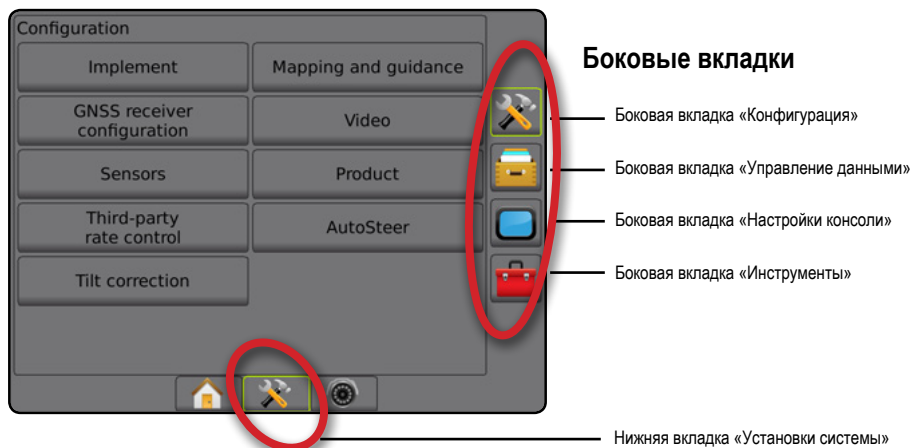 Configuration
Implement
Mapping and guidance
GNSS receiver
configuration
Video
Sensors
Product
Third-party
rate control
AutoSteer
Tilt correction
Боковые вкладки
Боковая вкладка «Конфигурация»
Боковая вкладка «Управление данными»
Боковая вкладка «Настройки консоли»
Боковая вкладка «Инструменты»
Нижняя вкладка «Установки системы»